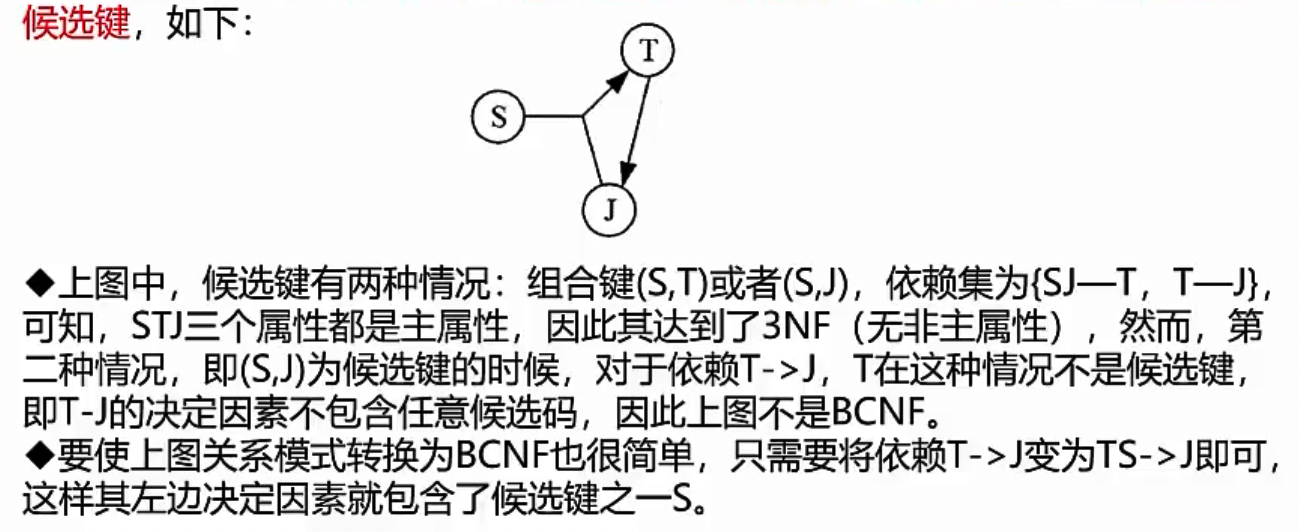 候选键，如下：
T
S
J
◆上图中，候选键有两种情况：组合键(S,T)或者(S,J)，依赖集为{SJ—T，T—J}，
可知，STJ三个属性都是主属性，因此其达到了3NF（无非主属性），然而，第
二种情况，即(S,J)为候选键的时候，对于依赖T->J，T在这种情况不是候选键，
即T-J的决定因素不包含任意候选码，因此上图不是BCNF。
◆要使上图关系模式转换为BCNF也很简单，只需要将依赖T->J变为TS->J即可，
这样其左边决定因素就包含了候选键之一S。